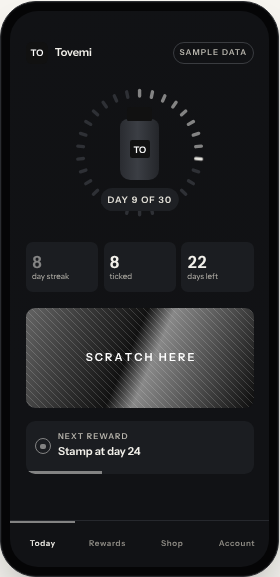 TO Tovemi SAMPLE DATA
TO
DAY 9 OF 30
8 8 22
day streak ticked days left
SCRATCH HERE
NEXT REWARD
Stamp at day 24
Today Rewards Shop Account